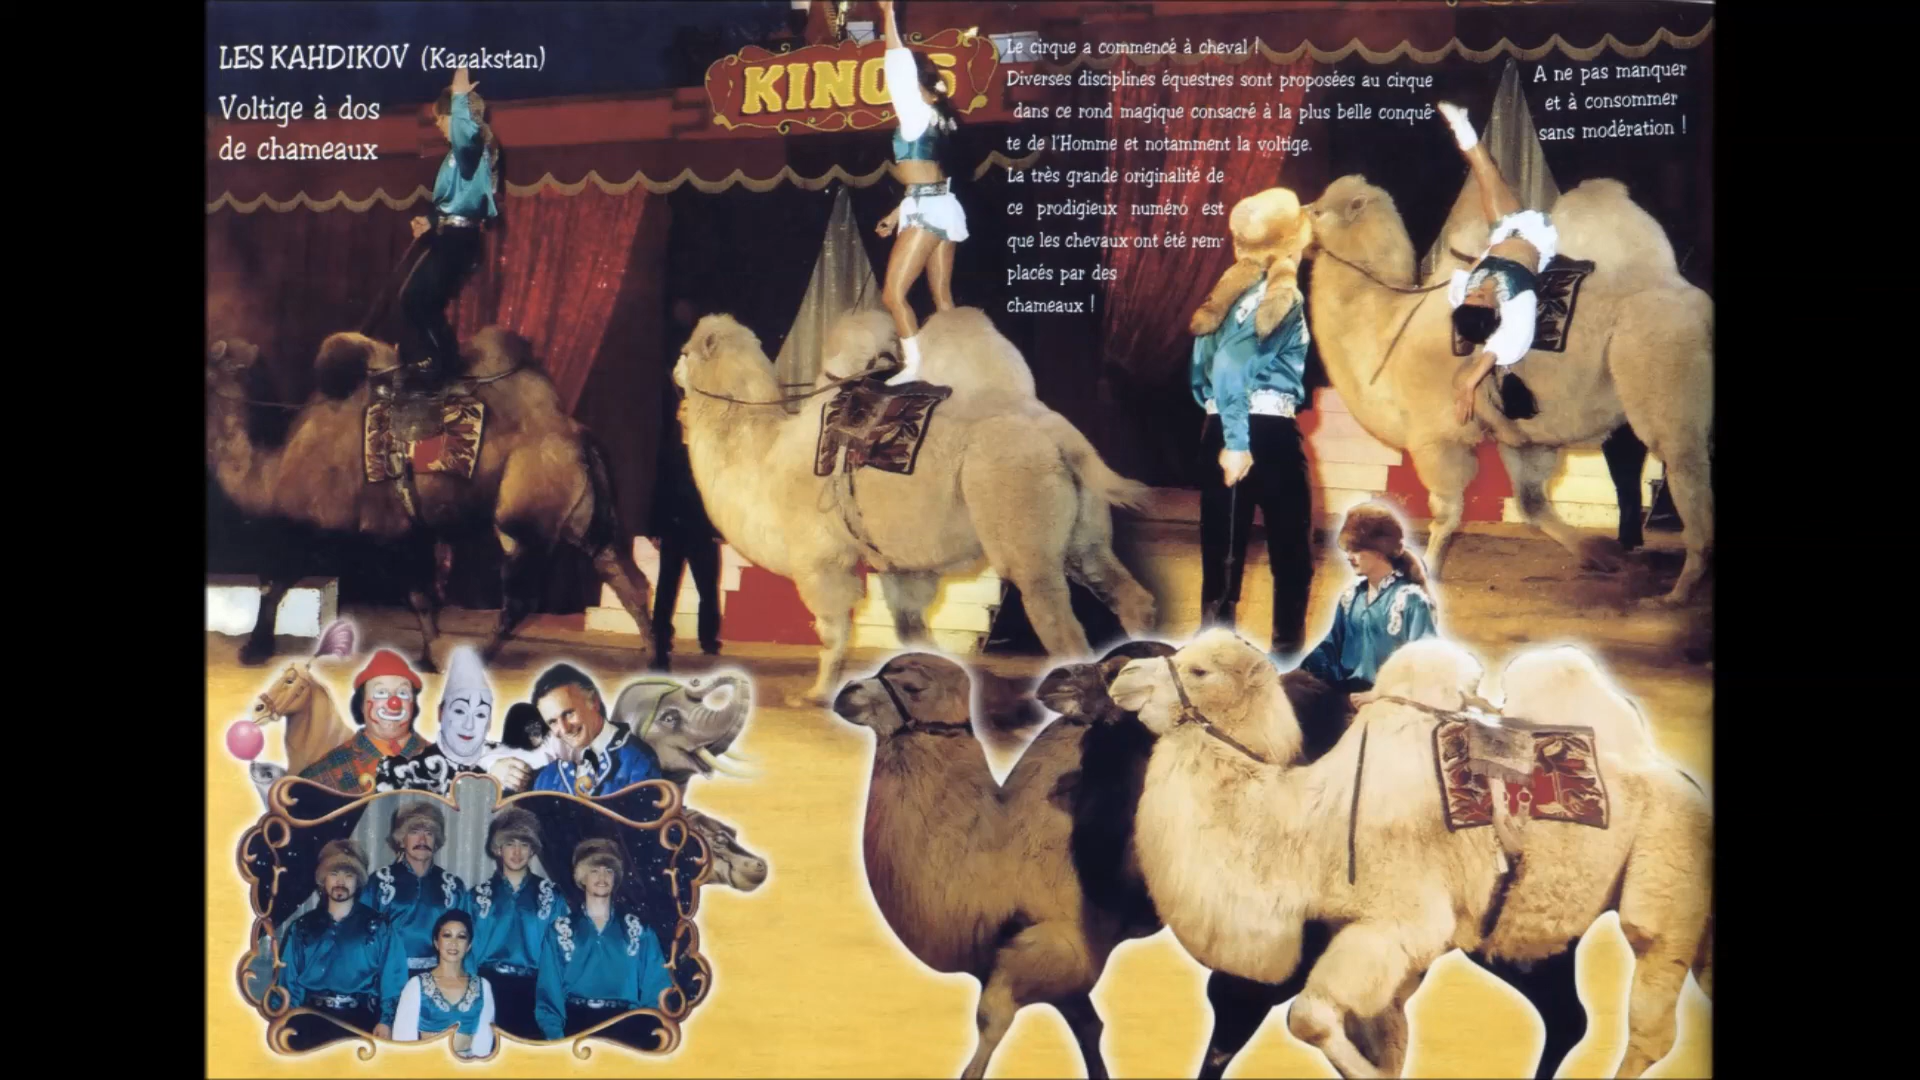 LES KAHDIKOV (Kazakstan)
Voltige à dos
de chameaux
Le cirque a commencé à cheval !
Diverses disciplines équestres sont proposées au cirque
dans ce rond magique consacré à la plus belle conquê-
te de l'Homme et notamment la voltige.
La très grande originalité de
ce prodigieux numéro est
que les chevaux ont été rem-
placés par des
chameaux !
A ne pas manquer
et à consommer
sans modération !